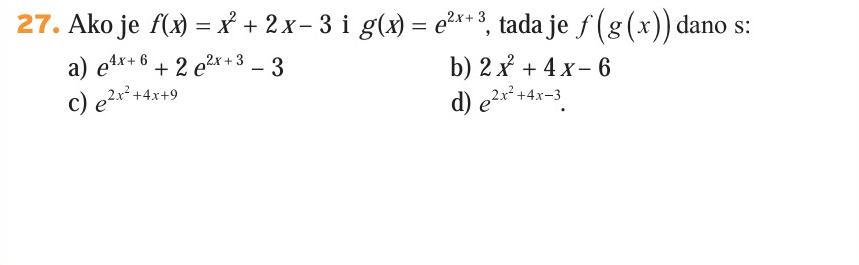 27. Ako je f(x) = x² + 2x – 3 i g(x) = e^{2x+3}, tada je f(g(x)) dano s:
a) e^{4x+6} + 2e^{2x+3} – 3 b) 2x² + 4x – 6
c) e^{2x²+4x+9} d) e^{2x²+4x–3}.